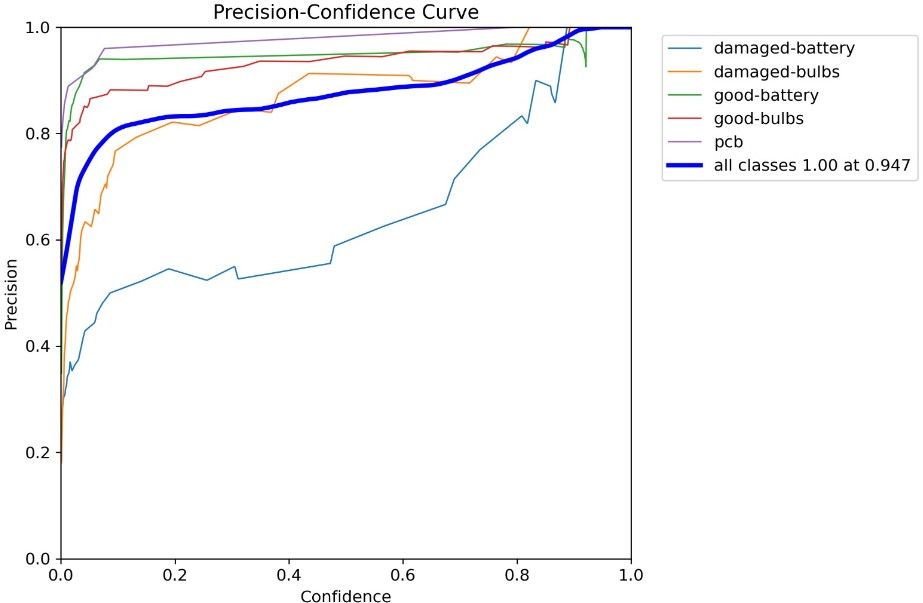 Precision-Confidence Curve
1.0
0.8
0.6
0.4
0.2
0.0
Precision
0.0 0.2 0.4 0.6 0.8 1.0
Confidence
damaged-battery
damaged-bulbs
good-battery
good-bulbs
pcb
all classes 1.00 at 0.947